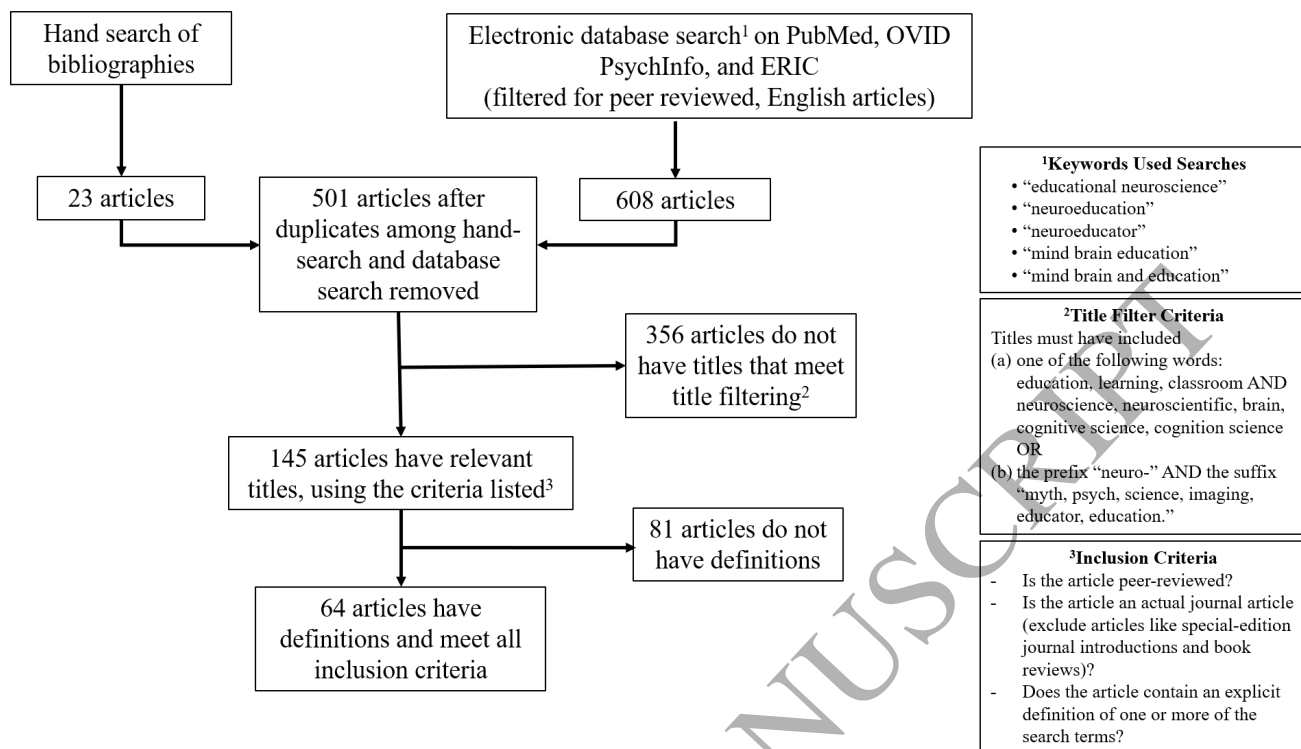 Hand search of
bibliographies
Electronic database search1 on PubMed, OVID
PsychInfo, and ERIC
(filtered for peer reviewed, English articles)
23 articles
501 articles after
duplicates among hand-
search and database
search removed
608 articles
356 articles do not
have titles that meet
title filtering2
145 articles have relevant
titles, using the criteria listed3
81 articles do not
have definitions
64 articles have
definitions and meet all
inclusion criteria
1Keywords Used Searches
• “educational neuroscience”
• “neuroeducation”
• “neuroeducator”
• “mind brain education”
• “mind brain and education”
2Title Filter Criteria
Titles must have included
(a) one of the following words:
education, learning, classroom AND
neuroscience, neuroscientific, brain,
cognitive science, cognition science
OR
(b) the prefix “neuro-” AND the suffix
“myth, psych, science, imaging,
educator, education.”
3Inclusion Criteria
- Is the article peer-reviewed?
- Is the article an actual journal article
(exclude articles like special-edition
journal introductions and book
reviews)?
- Does the article contain an explicit
definition of one or more of the
search terms?
NUSCRIPT